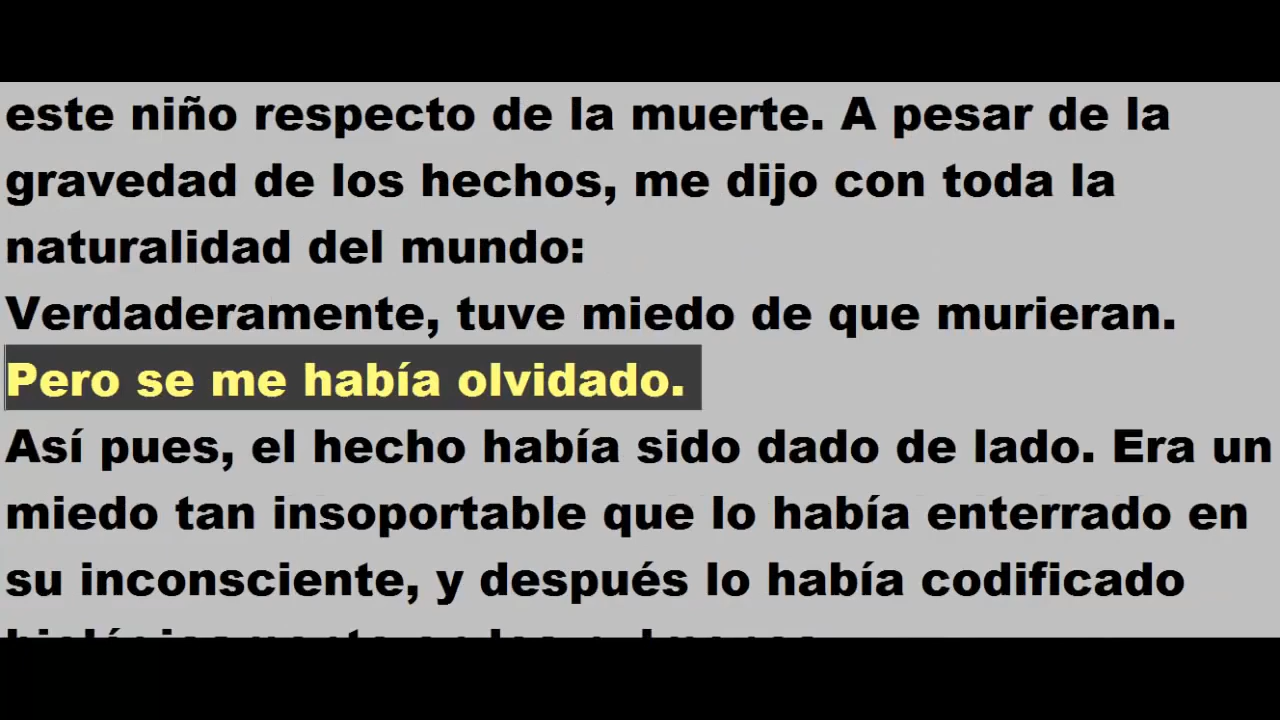 este niño respecto de la muerte. A pesar de la
gravedad de los hechos, me dijo con toda la
naturalidad del mundo:
Verdaderamente, tuve miedo de que murieran.
Pero se me había olvidado.
Así pues, el hecho había sido dado de lado. Era un
miedo tan insoportable que lo había enterrado en
su inconsciente, y después lo había codificado